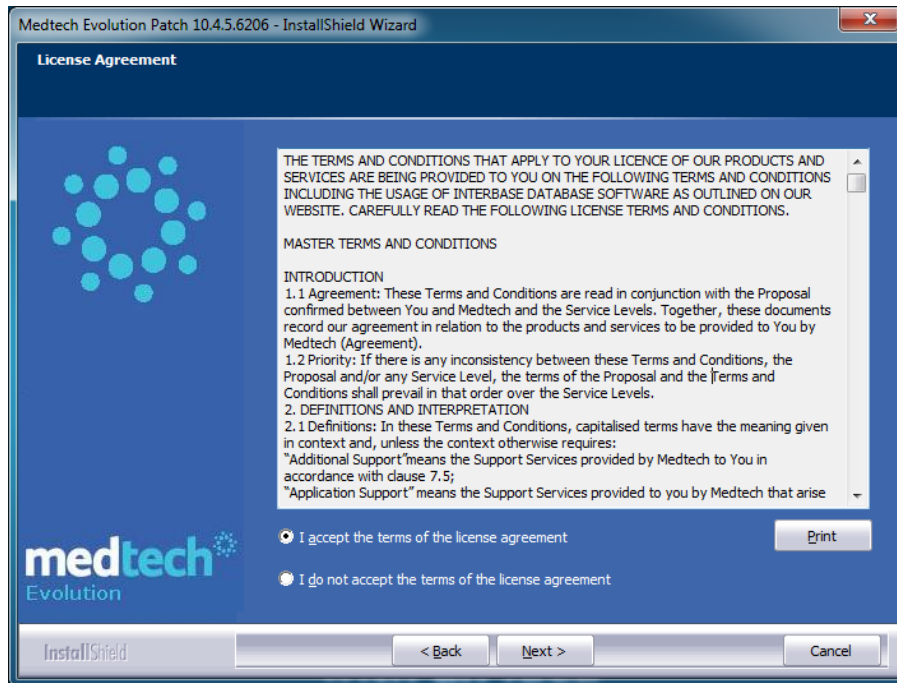 Medtech Evolution Patch 10.4.5.6206 - InstallShield Wizard
License Agreement
THE TERMS AND CONDITIONS THAT APPLY TO YOUR LICENCE OF OUR PRODUCTS AND
SERVICES ARE BEING PROVIDED TO YOU ON THE FOLLOWING TERMS AND CONDITIONS
INCLUDING THE USAGE OF INTERBASE DATABASE SOFTWARE AS OUTLINED ON OUR
WEBSITE. CAREFULLY READ THE FOLLOWING LICENSE TERMS AND CONDITIONS.
MASTER TERMS AND CONDITIONS
INTRODUCTION
1.1 Agreement: These Terms and Conditions are read in conjunction with the Proposal
confirmed between You and Medtech and the Service Levels. Together, these documents
record our agreement in relation to the products and services to be provided to You by
Medtech (Agreement).
1.2 Priority: If there is any inconsistency between these Terms and Conditions, the
Proposal and/or any Service Level, the terms of the Proposal and the Terms and
Conditions shall prevail in that order over the Service Levels.
2. DEFINITIONS AND INTERPRETATION
2.1 Definitions: In these Terms and Conditions, capitalised terms have the meaning given
in context and, unless the context otherwise requires:
“Additional Support”means the Support Services provided by Medtech to You in
accordance with clause 7.5;
“Application Support” means the Support Services provided to you by Medtech that arise
I accept the terms of the license agreement
Print
I do not accept the terms of the license agreement
medtech
Evolution
InstallShield
< Back
Next >
Cancel